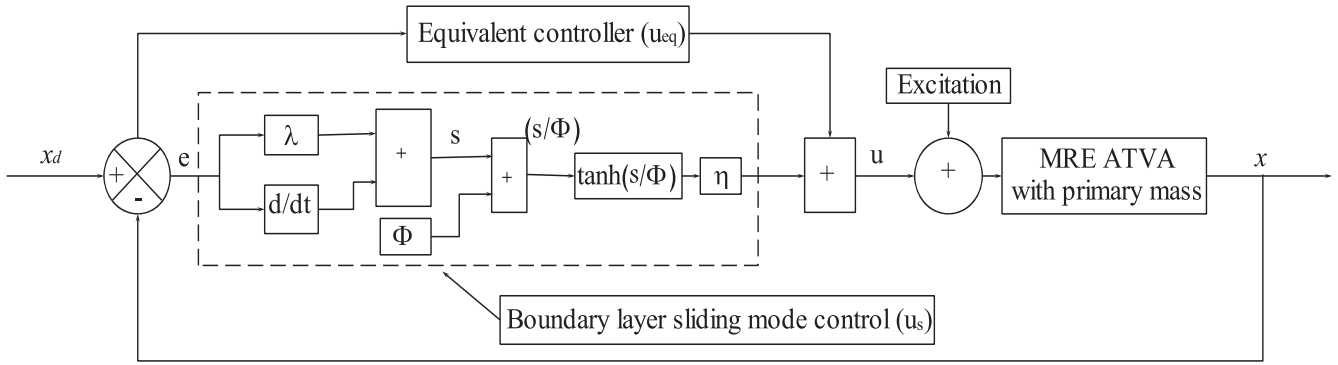 Equivalent controller (ueq)
Excitation
xd
+
-
e
λ
d/dt
+
s
Φ
(s/Φ)
+
tanh(s/Φ)
η
+
u
+
MRE ATVA
with primary mass
x
Boundary layer sliding mode control (us)